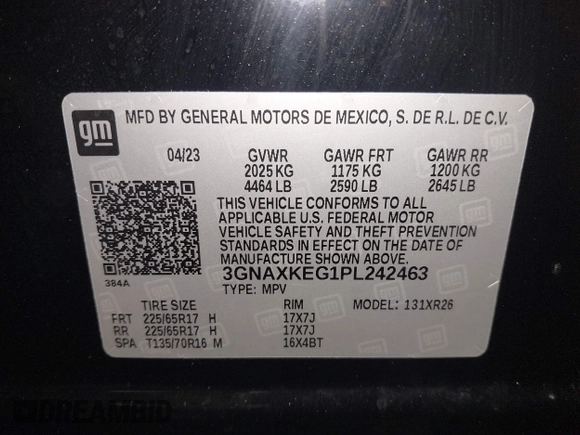 gm
MFD BY GENERAL MOTORS DE MEXICO, S. DE R.L. DE C.V.
04/23 GVWR GAWR FRT GAWR RR
2025 KG 1175 KG 1200 KG
4464 LB 2590 LB 2645 LB
THIS VEHICLE CONFORMS TO ALL
APPLICABLE U.S. FEDERAL MOTOR
VEHICLE SAFETY AND THEFT PREVENTION
STANDARDS IN EFFECT ON THE DATE OF
MANUFACTURE SHOWN ABOVE.
3GNAXKEG1PL242463
384A TYPE: MPV
TIRE SIZE RIM MODEL: 131XR26
FRT 225/65R17 H 17X7J
RR 225/65R17 H 17X7J
SPA T135/70R16 M 16X4BT
DREAMBID